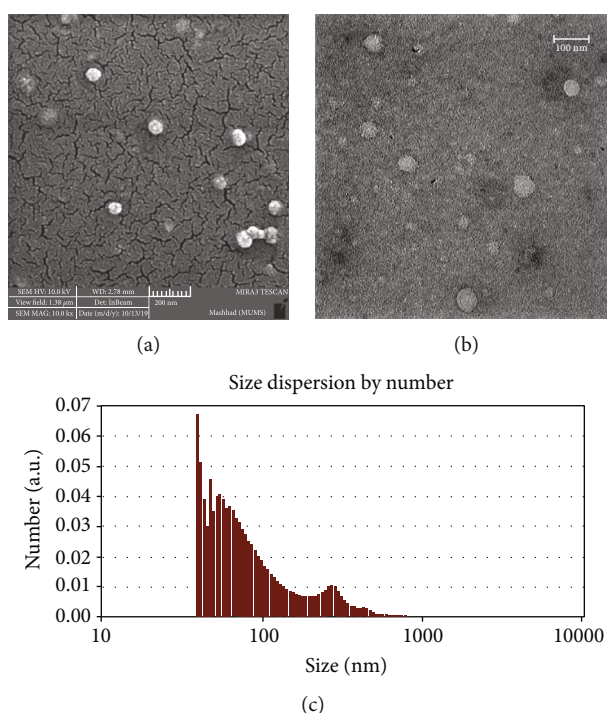 100 nm
SEM HV: 10.0 kV WD: 2.78 mm MIRA3 TESCAN
View field: 1.38 μm Det: InBeam 200 nm
SEM MAG: 10.0 kx Date (m/d/y): 10/13/19 Mashhad (MUMS)
(a)
(b)
Size dispersion by number
Number (a.u.)
0.07
0.06
0.05
0.04
0.03
0.02
0.01
0.00
10 100 1000 10000
Size (nm)
(c)